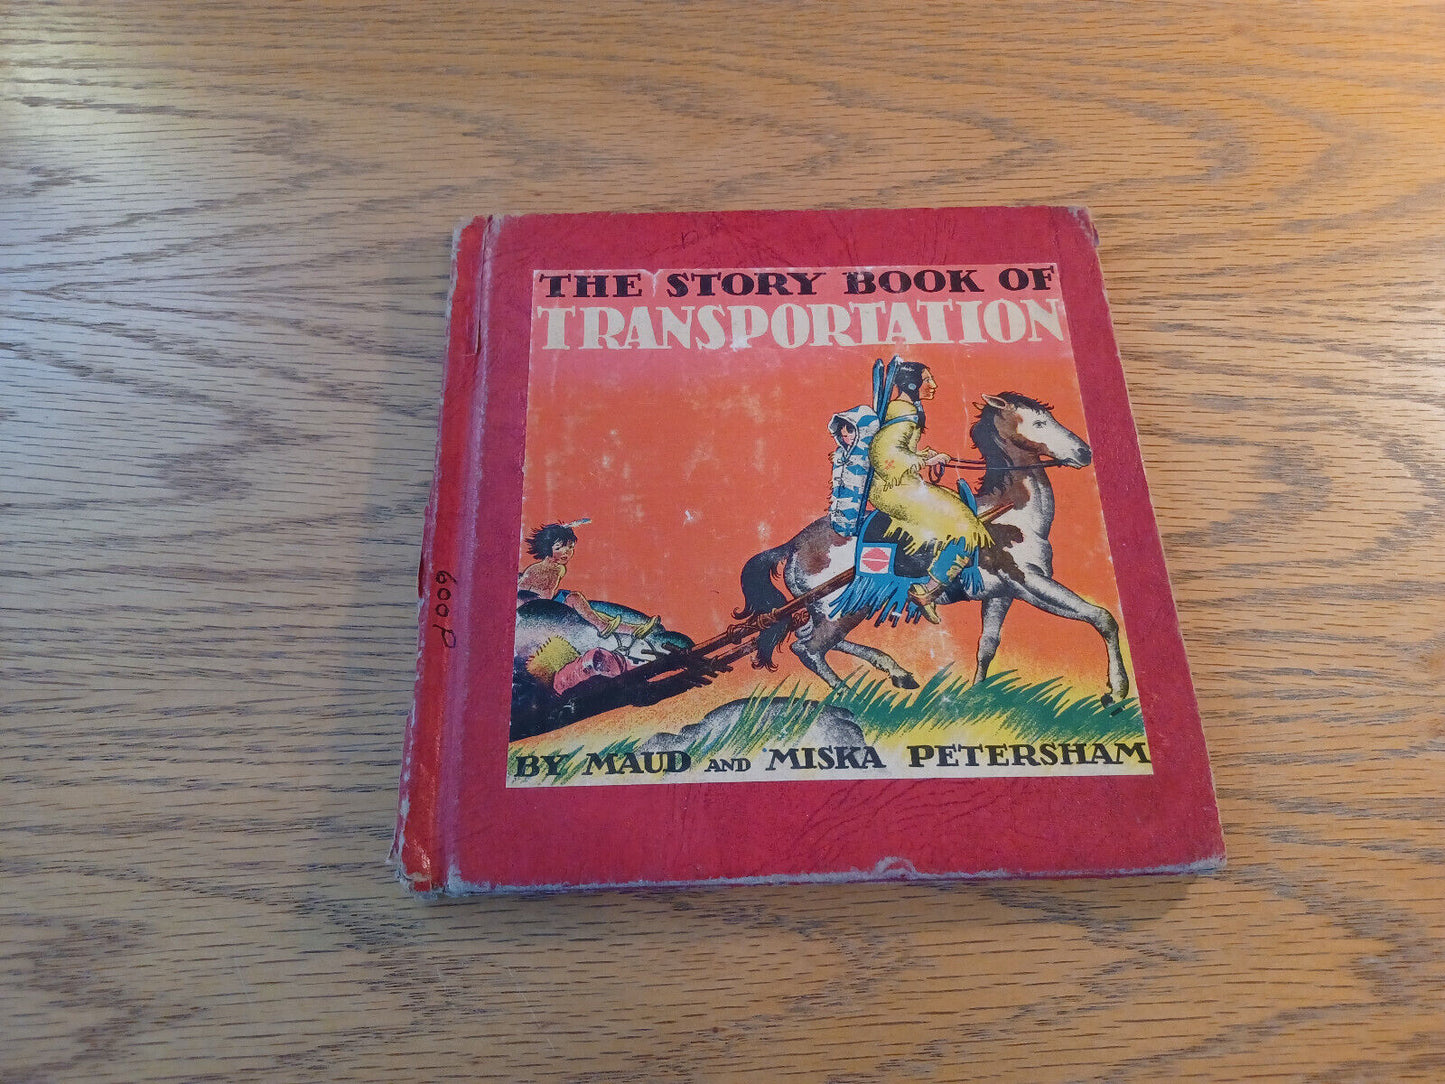 THE STORY BOOK OF
TRANSPORTATION
BY MAUD AND MISKA PETERSHAM